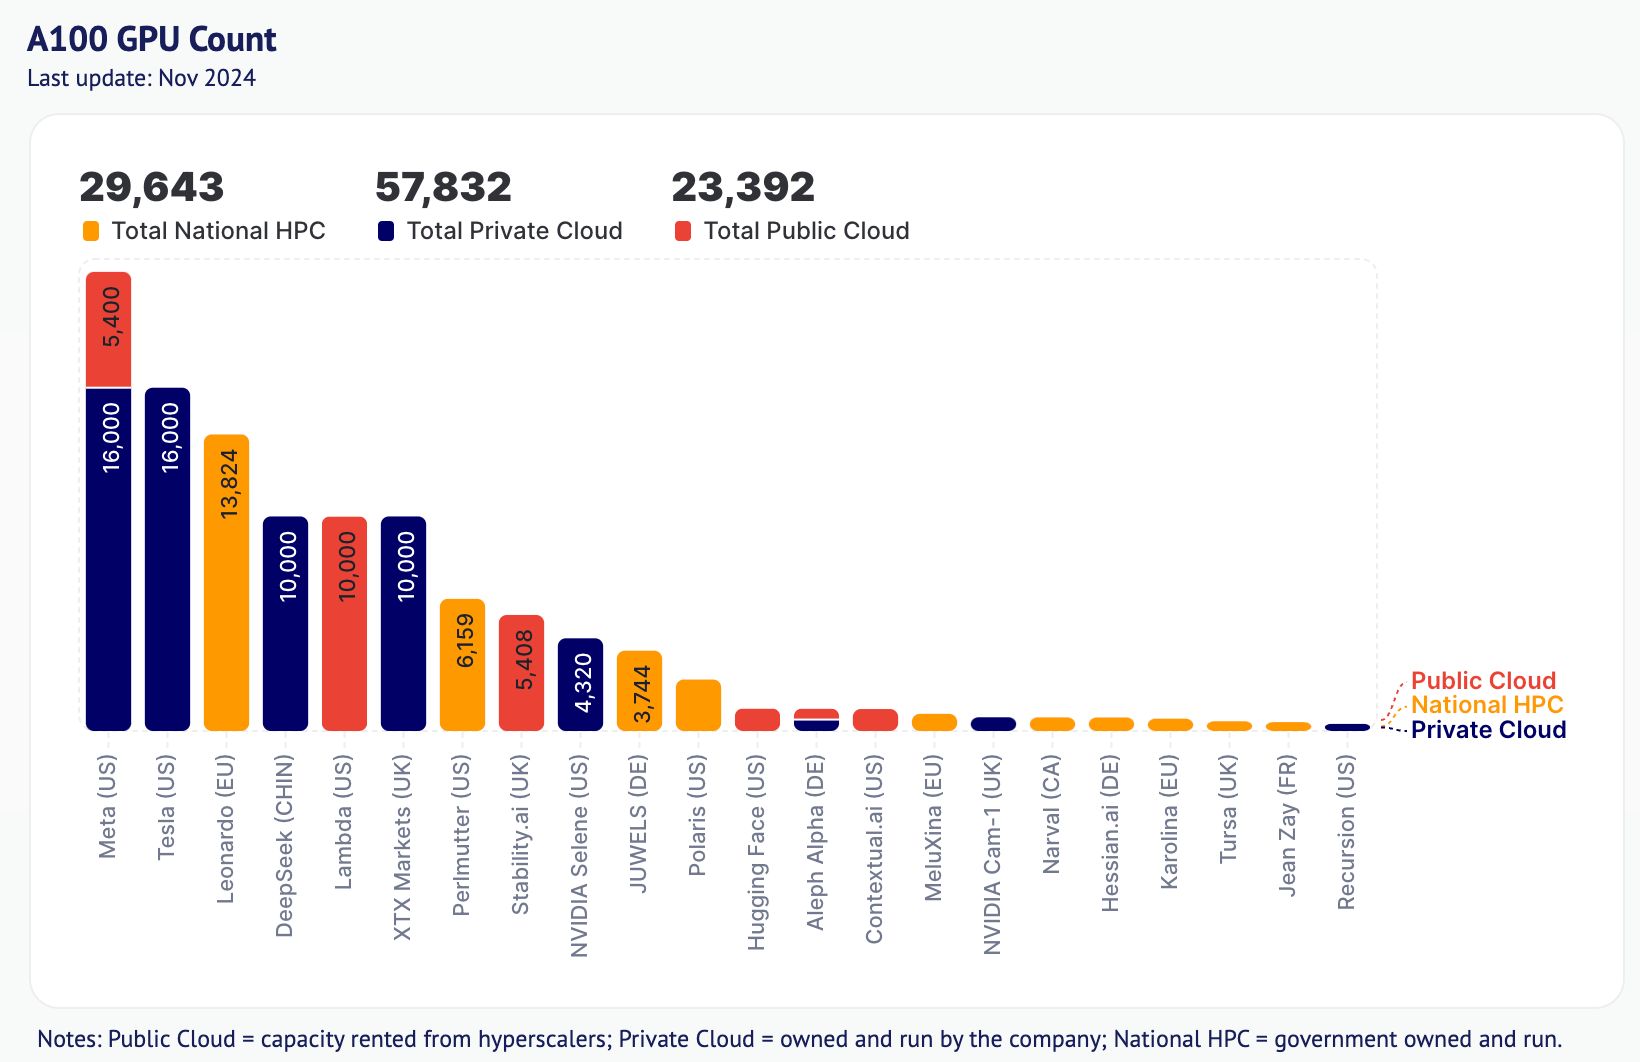 A100 GPU Count
Last update: Nov 2024
29,643
57,832
23,392
Total National HPC
Total Private Cloud
Total Public Cloud
5,400
16,000
16,000
13,824
10,000
10,000
10,000
6,159
5,408
4,320
3,744
Public Cloud
National HPC
Private Cloud
Meta (US)
Tesla (US)
Leonardo (EU)
DeepSeek (CHIN)
Lambda (US)
XTX Markets (UK)
Perlmutter (US)
Stability.ai (UK)
NVIDIA Selene (US)
JUWELS (DE)
Polaris (US)
Hugging Face (US)
Aleph Alpha (DE)
Contextual.ai (US)
MeluXina (EU)
NVIDIA Cam-1 (UK)
Narval (CA)
Hessian.ai (DE)
Karolina (EU)
Tursa (UK)
Jean Zay (FR)
Recursion (US)
Notes: Public Cloud = capacity rented from hyperscalers; Private Cloud = owned and run by the company; National HPC = government owned and run.